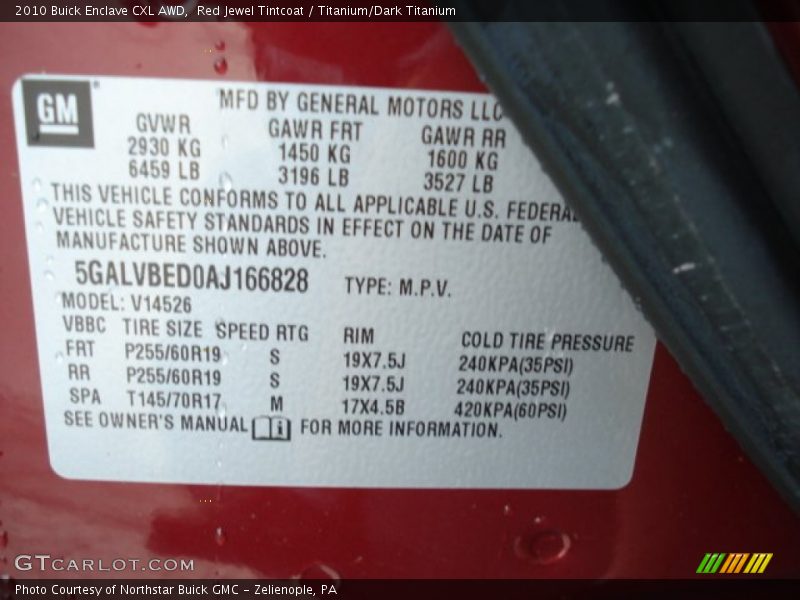 2010 Buick Enclave CXL AWD, Red Jewel Tintcoat / Titanium/Dark Titanium
GM
MFD BY GENERAL MOTORS LLC
GVWR GAWR FRT GAWR RR
2930 KG 1450 KG 1600 KG
6459 LB 3196 LB 3527 LB
THIS VEHICLE CONFORMS TO ALL APPLICABLE U.S. FEDERAL
VEHICLE SAFETY STANDARDS IN EFFECT ON THE DATE OF
MANUFACTURE SHOWN ABOVE.
5GALVBED0AJ166828 TYPE: M.P.V.
MODEL: V14526
VBBC TIRE SIZE SPEED RTG RIM COLD TIRE PRESSURE
FRT P255/60R19 S 19X7.5J 240KPA(35PSI)
RR P255/60R19 S 19X7.5J 240KPA(35PSI)
SPA T145/70R17 M 17X4.5B 420KPA(60PSI)
SEE OWNER'S MANUAL i FOR MORE INFORMATION.
GTCARLOT.COM
Photo Courtesy of Northstar Buick GMC - Zelienople, PA